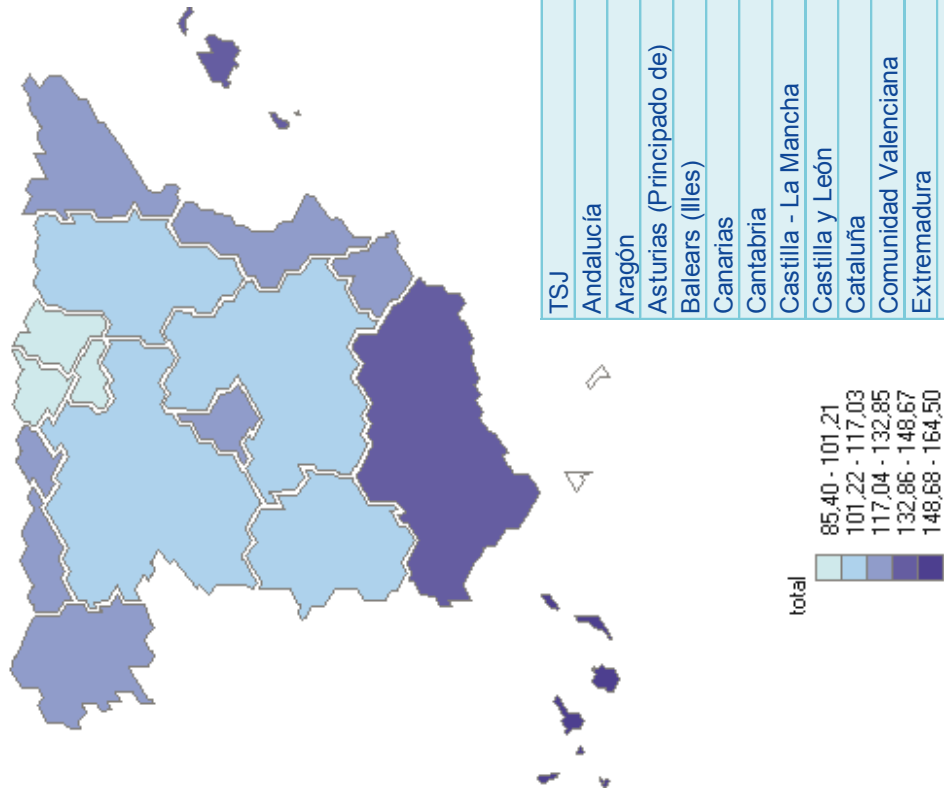 total
85,40 - 101,21
101,22 - 117,03
117,04 - 132,85
132,86 - 148,67
148,68 - 164,50
TSJ
Andalucía
Aragón
Asturias (Principado de)
Balears (Illes)
Canarias
Cantabria
Castilla - La Mancha
Castilla y León
Cataluña
Comunidad Valenciana
Extremadura